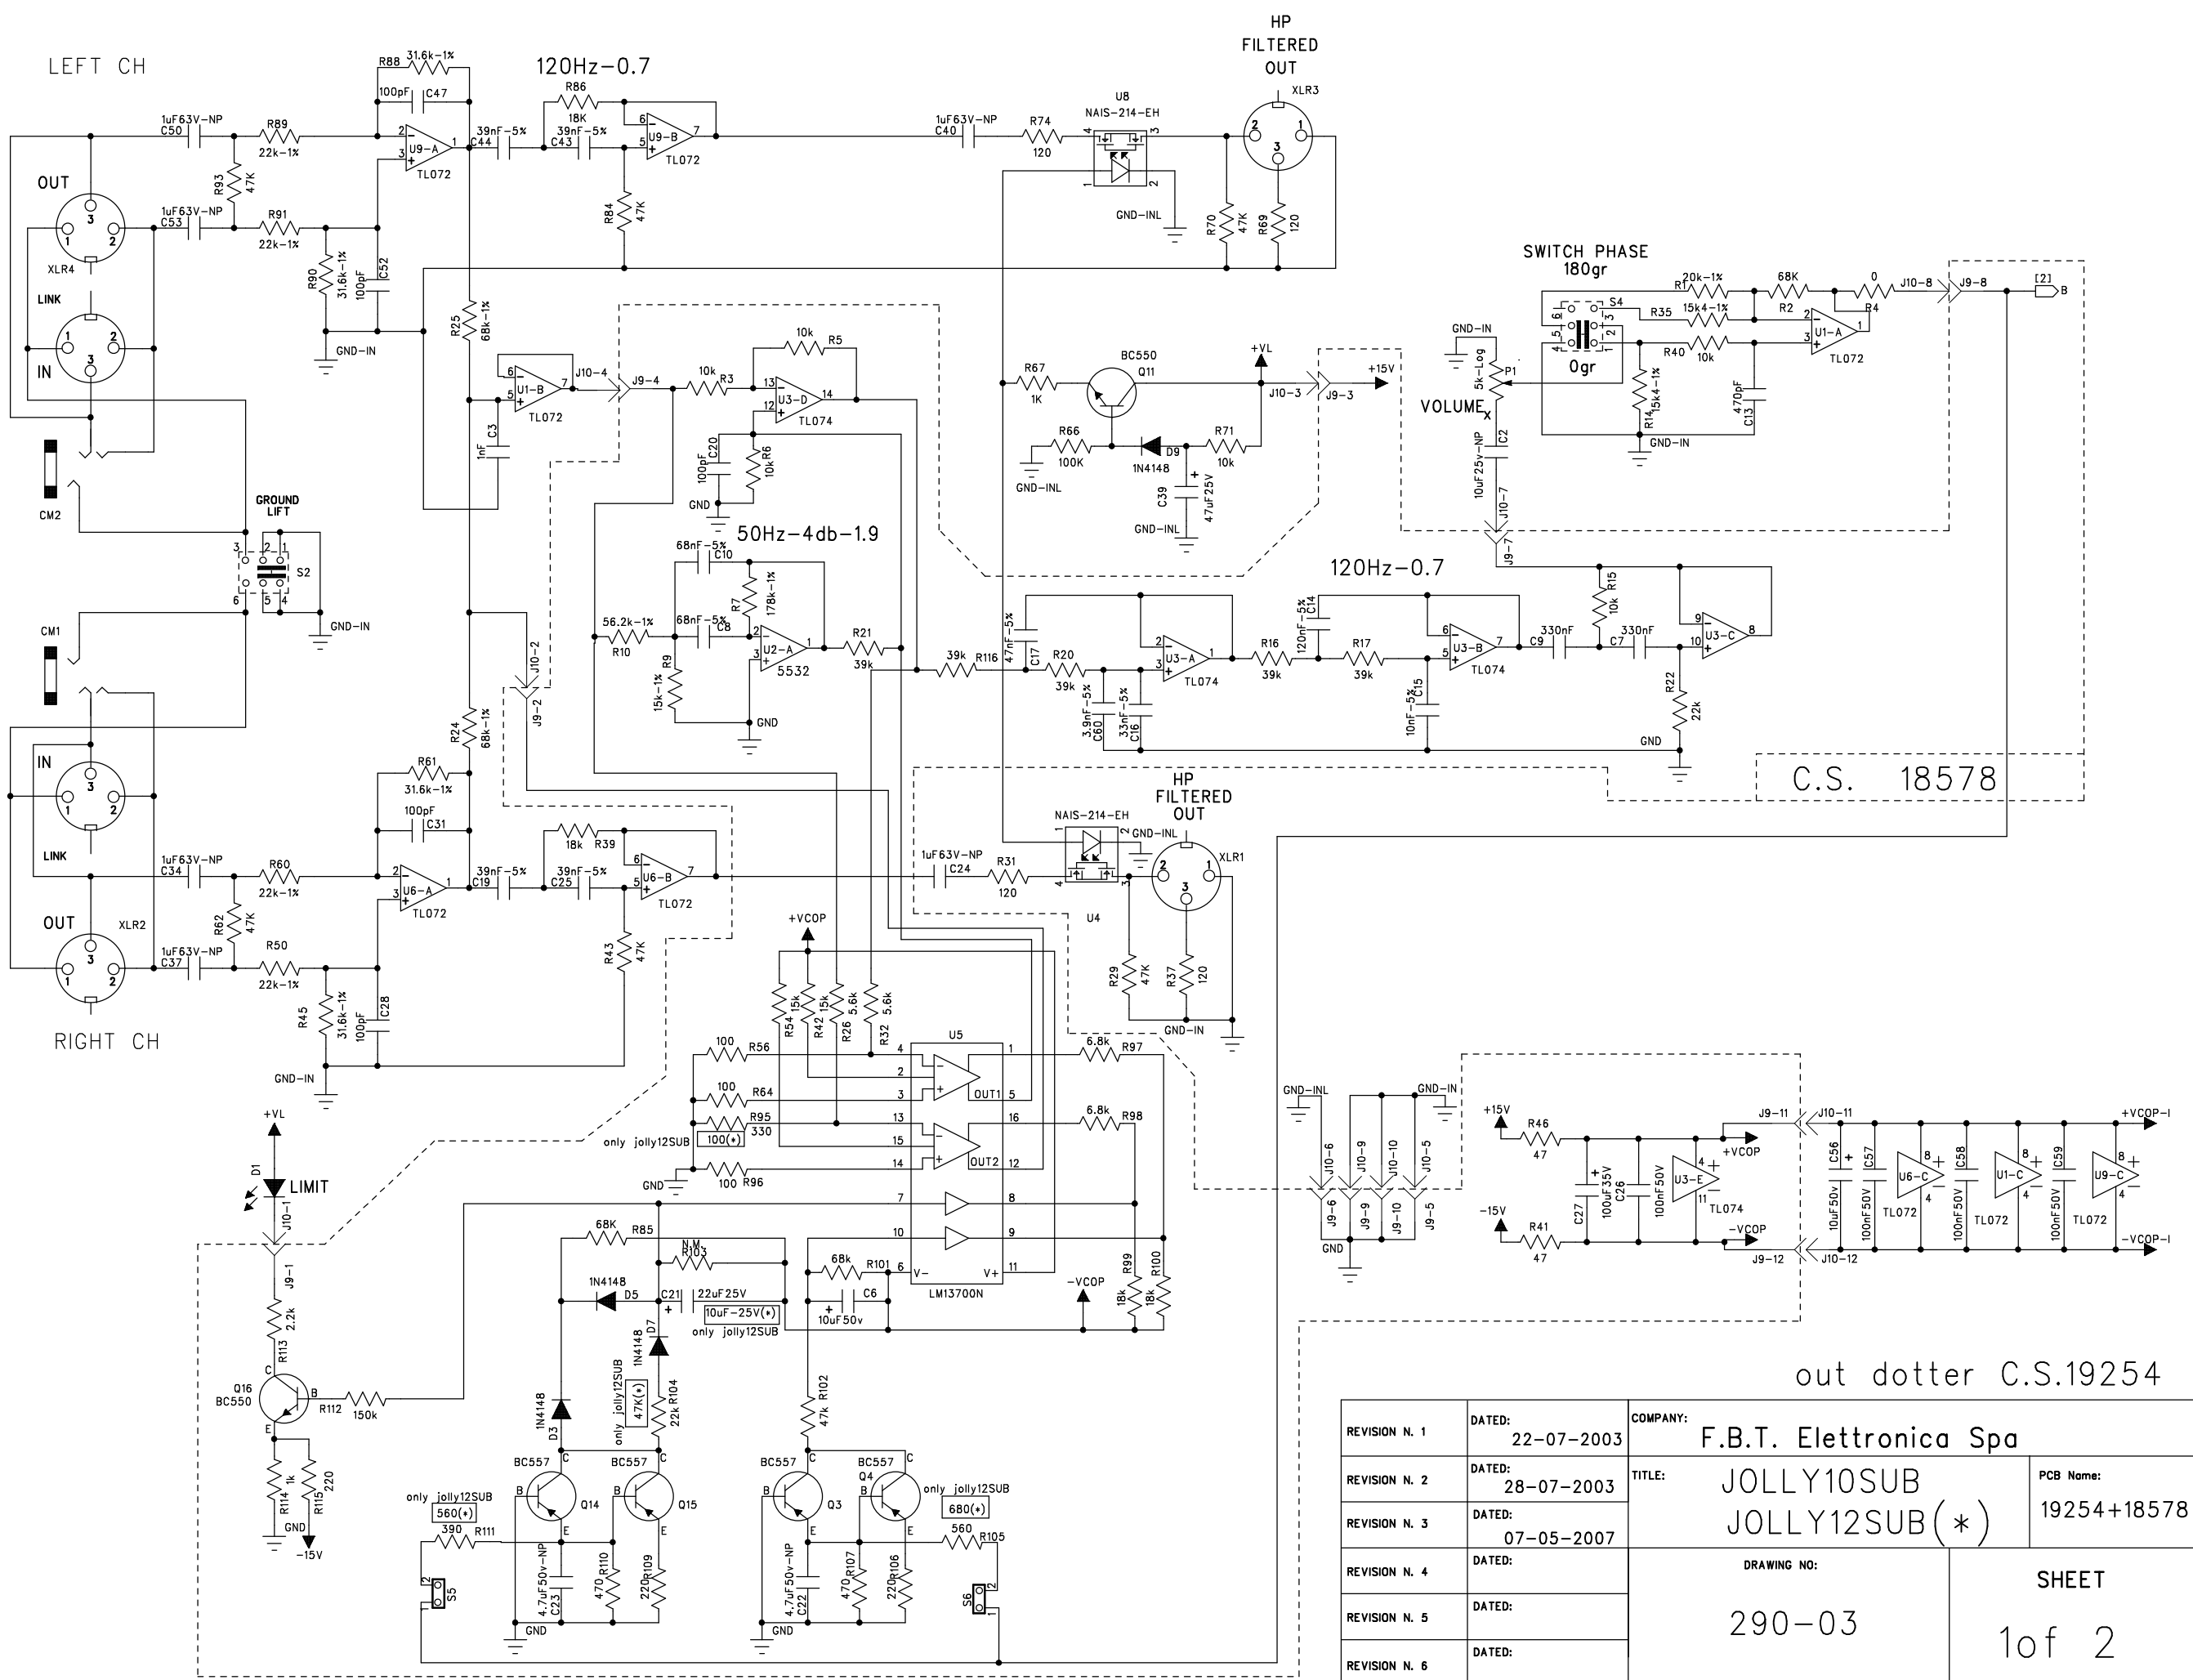 LEFT CH
R88
31.6k-1%
100pF
C47
120Hz-0.7
R86
18K
1uF63V-NP
C50
R89
22k-1%
U9-A
TL072
39nF-5%
C44
39nF-5%
C43
U9-B
TL072
1uF63V-NP
C40
R74
120
U8
NAIS-214-EH
GND-INL
HP
FILTERED
OUT
XLR3
R70
47K
R69
120
OUT
XLR4
R93
47K
1uF63V-NP
C53
R91
22k-1%
R84
47K
R90
31.6k-1%
100pF
C52
GND-IN
LINK
IN
R25
68k-1%
CM2
GROUND
LIFT
S2
GND-IN
CM1
U1-B
TL072
C3
1nF
J10-4
J9-4
10k
R3
10k
R5
U3-D
TL074
C20
100pF
10k
R6
GND
50Hz-4db-1.9
68nF-5%
C10
R7
178k-1%
56.2k-1%
R10
68nF-5%
C8
U2-A
5532
R9
15k-1%
GND
R21
39k
J10-2
J9-2
R67
1K
BC550
Q11
+VL
J10-3
J9-3
+15V
R66
100K
1N4148
D9
R71
10k
C39
47uF25V
GND-INL
GND-INL
SWITCH PHASE
180gr
R1
20k-1%
68K
R2
0
R4
J10-8
J9-8
[2]
B
S4
R35
15k4-1%
R40
10k
U1-A
TL072
0gr
GND-IN
5k-Log
P1
VOLUME
X
R14
15k4-1%
470pF
C13
GND-IN
10uF25v-NP
C2
J10-7
J9-7
120Hz-0.7
39k
R116
47nF-5%
C17
R20
39k
3.9nF-5%
C60
33nF-5%
C16
U3-A
TL074
R16
39k
120nF-5%
C14
R17
39k
10nF-5%
C15
U3-B
TL074
330nF
C9
10k
R15
330nF
C7
U3-C
R22
22k
GND
C.S. 18578
R24
68k-1%
IN
LINK
OUT
XLR2
RIGHT CH
R61
31.6k-1%
100pF
C31
1uF63V-NP
C34
R60
22k-1%
R62
47K
1uF63V-NP
C37
R50
22k-1%
R45
31.6k-1%
100pF
C28
GND-IN
U6-A
TL072
39nF-5%
C19
39nF-5%
C25
18k
R39
U6-B
TL072
R43
47K
1uF63V-NP
C24
R31
120
NAIS-214-EH
GND-INL
U4
HP
FILTERED
OUT
XLR1
R29
47K
R37
120
GND-IN
+VCOP
R54
15k
R42
15k
R26
5.6k
R32
5.6k
100
R56
100
R64
R95
330
100(*)
only jolly12SUB
100
R96
GND
U5
OUT1
OUT2
V-
V+
LM13700N
6.8k
R97
6.8k
R98
R99
18k
R100
18k
-VCOP
+VL
D1
LIMIT
J10-1
J9-1
2.2k
R113
Q16
BC550
R112
150k
R114
1k
R115
220
GND
-15V
68K
R85
N.M.
R103
1N4148
D5
C21
22uF25V
10uF-25V(*)
only jolly12SUB
68k
R101
C6
10uF50v
1N4148
D7
1N4148
D3
only jolly12SUB
47K(*)
22k
R104
47k
R102
BC557
Q14
BC557
Q15
BC557
Q3
BC557
Q4
only jolly12SUB
560(*)
390
R111
only jolly12SUB
680(*)
560
R105
4.7uF50v-NP
C23
470
R110
220
R109
4.7uF50v-NP
C22
470
R107
220
R106
S5
S6
GND
GND
GND-INL
GND-IN
J10-6
J10-9
J10-10
J10-5
J9-6
J9-9
J9-10
J9-5
GND
+15V
R46
47
-15V
R41
47
C27
100uF35V
C26
100nF50V
U3-E
TL074
+VCOP
-VCOP
J9-11
J10-11
J9-12
J10-12
C56
10uF50v
C57
100nF50V
U6-C
TL072
C58
100nF50V
U1-C
TL072
C59
100nF50V
U9-C
TL072
+VCOP-I
-VCOP-I
out dotter C.S.19254
REVISION N. 1
DATED:
22-07-2003
COMPANY:
F.B.T. Elettronica Spa
REVISION N. 2
DATED:
28-07-2003
TITLE:
JOLLY10SUB
JOLLY12SUB(*)
PCB Name:
19254+18578
REVISION N. 3
DATED:
07-05-2007
REVISION N. 4
DATED:
DRAWING NO:
290-03
SHEET
1of 2
REVISION N. 5
DATED:
REVISION N. 6
DATED: